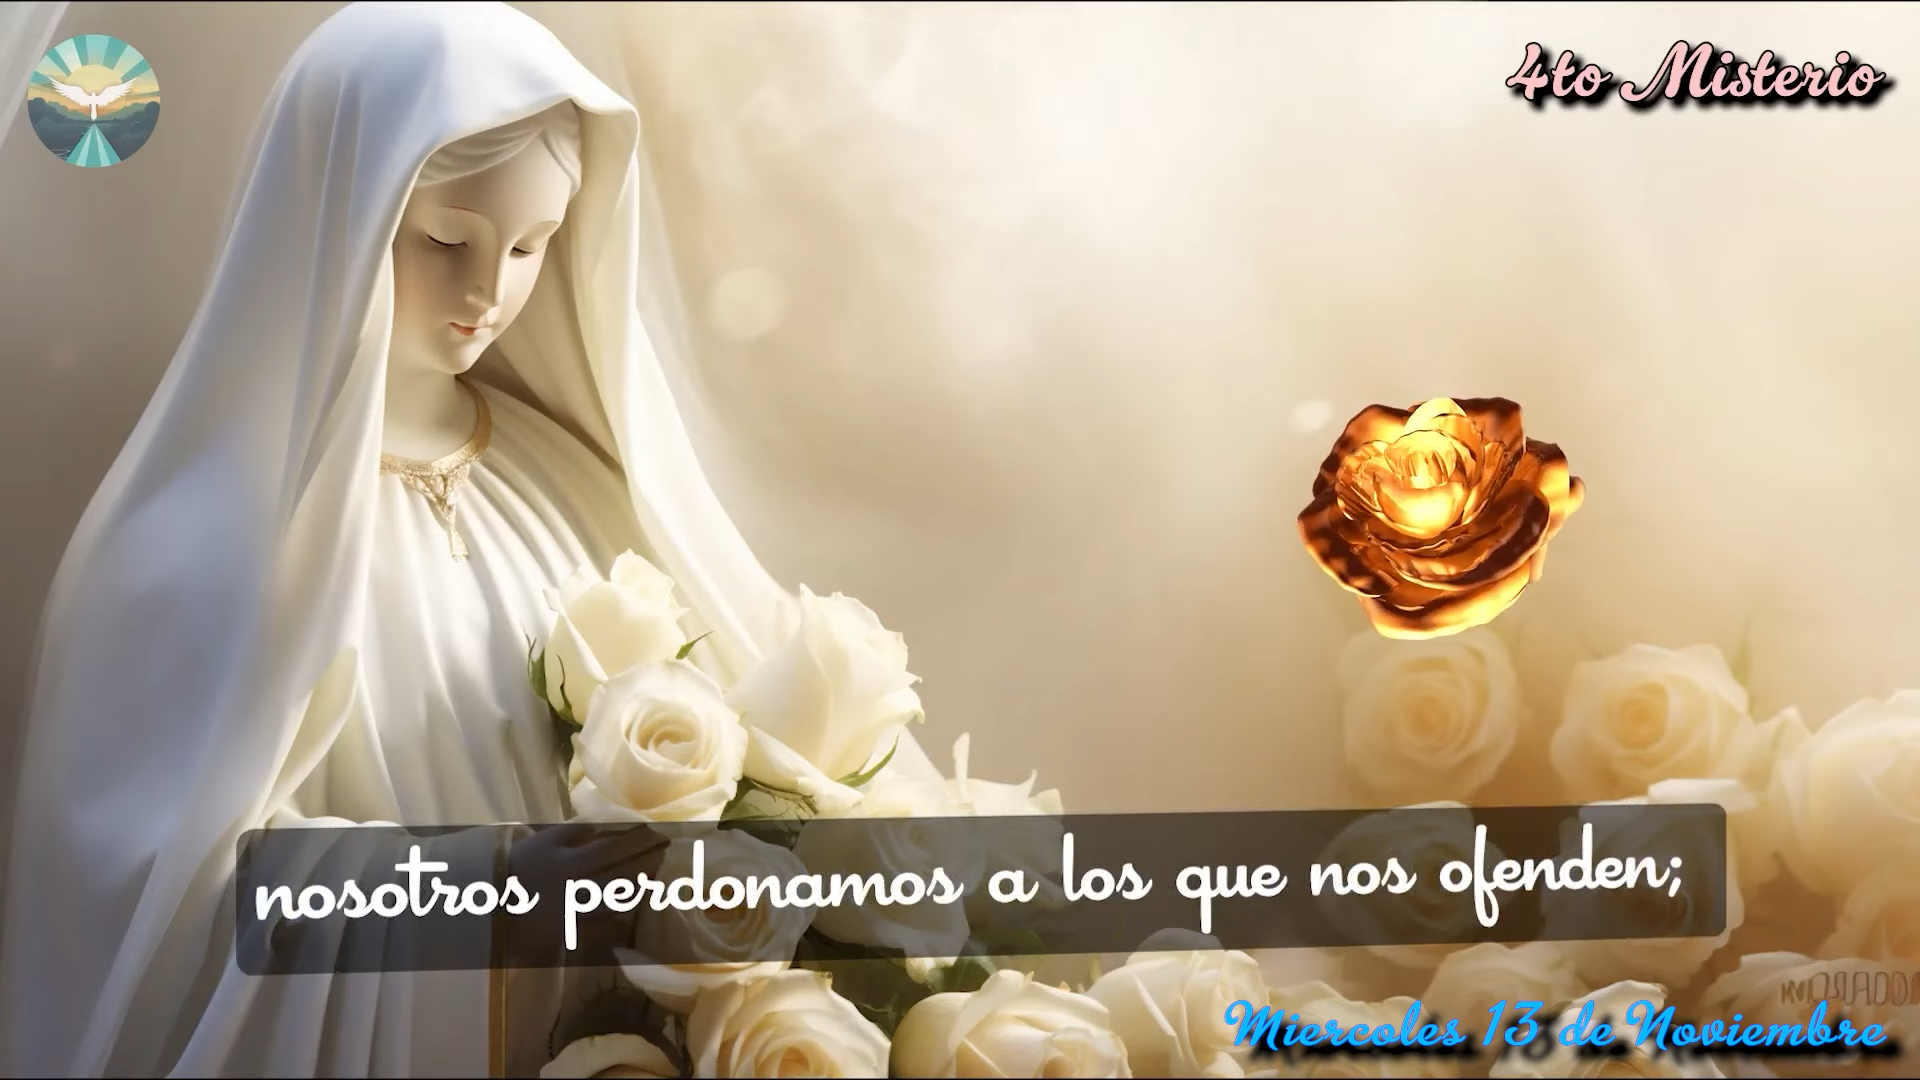 4to Misterio
nosotros perdonamos a los que nos ofenden;
Miercoles 13 de Noviembre